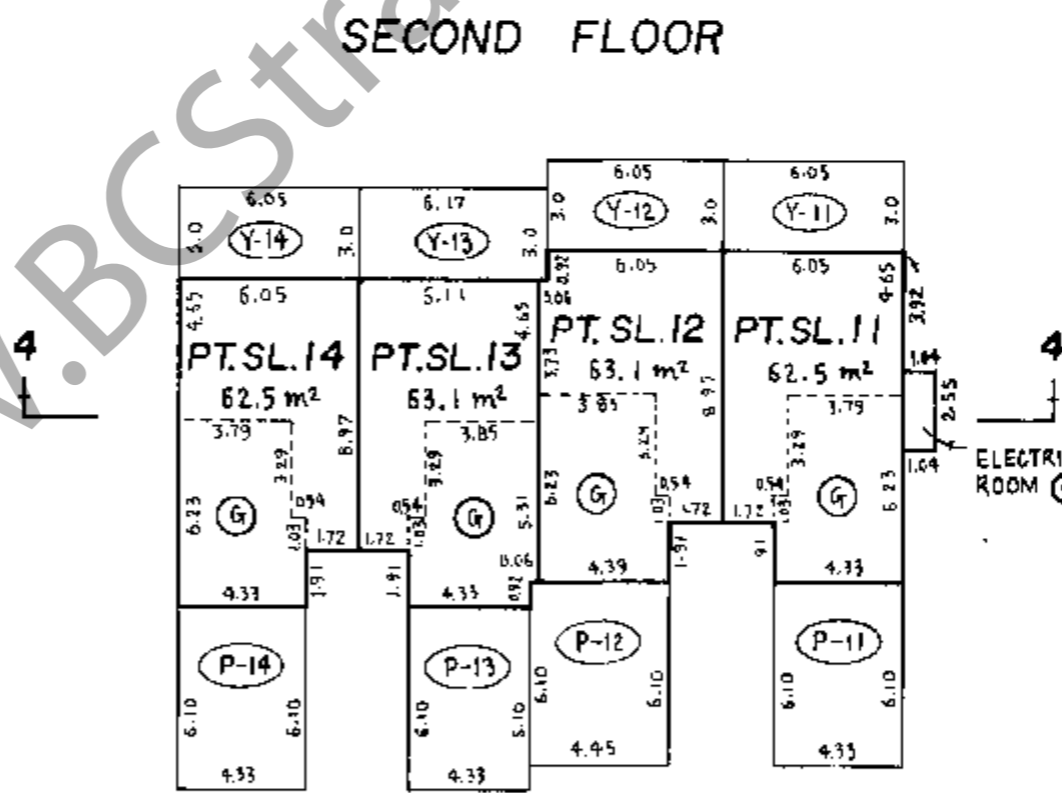 SECOND FLOOR
V.BCStra
6.05 6.05
6.05 6.17
Y-12 Y-11
3.0 3.0 3.0
Y-14 Y-13
3.0 3.0 3.0
6.05 6.05
0.92
6.05
4.65 4.65 4.65 3.92
4 4
PT.SL.14 PT.SL.13 PT.SL.12 PT.SL.11
62.5 m² 63.1 m² 63.1 m² 62.5 m²
3.73 1.04
3.85 3.79
3.79 3.85
8.97 8.97 2.55
3.29 3.29 3.29
1.04
ELECTRI
ROOM
G G G G
6.23 5.31 6.23 6.23
0.54 0.54 0.54 0.54
1.03 1.03 1.03
1.72 1.72 1.72 1.72
1.91 1.91 91
0.06
0.92
4.33 4.33 4.39 4.33
P-14 P-13 P-12 P-11
6.10 6.10 6.10 6.10 6.10 6.10 6.10
4.33 4.33 4.45 4.33